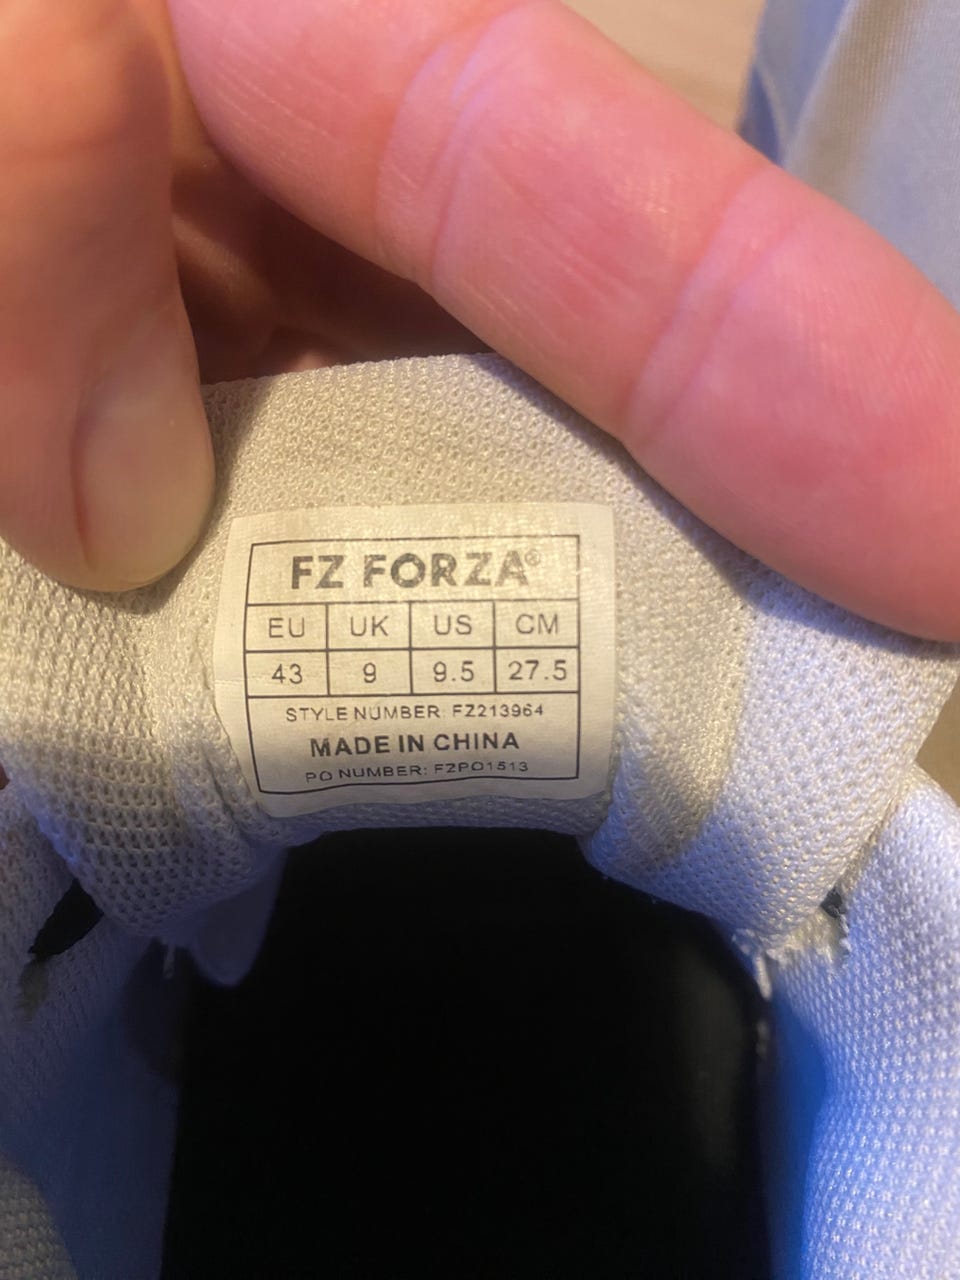 FZ FORZA®
EU UK US CM
43 9 9.5 27.5
STYLE NUMBER: FZ213964
MADE IN CHINA
PO NUMBER: FZPO1513